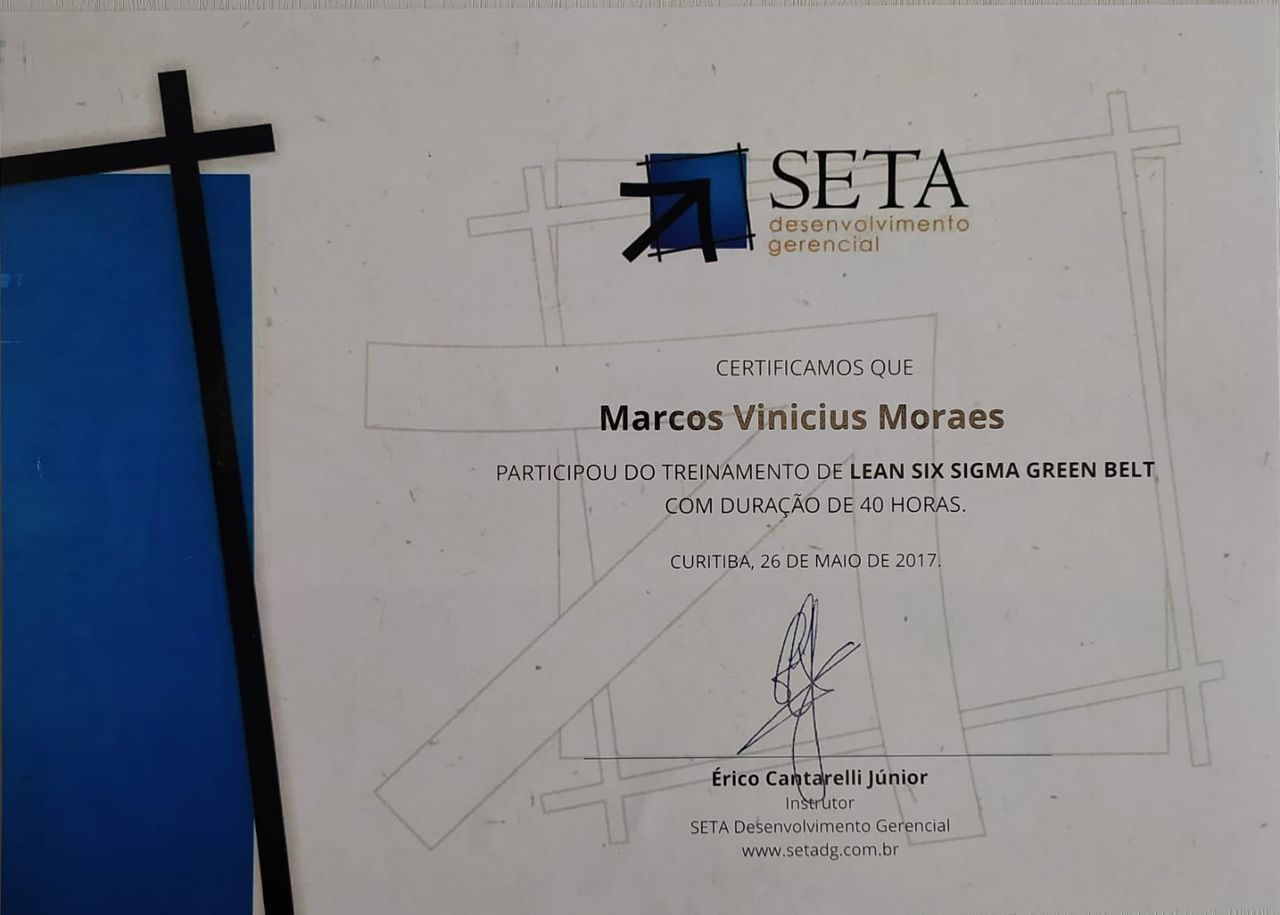 SETA
desenvolvimento
gerencial
CERTIFICAMOS QUE
Marcos Vinicius Moraes
PARTICIPOU DO TREINAMENTO DE LEAN SIX SIGMA GREEN BELT
COM DURAÇÃO DE 40 HORAS.
CURITIBA, 26 DE MAIO DE 2017.
Érico Cantarelli Júnior
Instrutor
SETA Desenvolvimento Gerencial
www.setadg.com.br